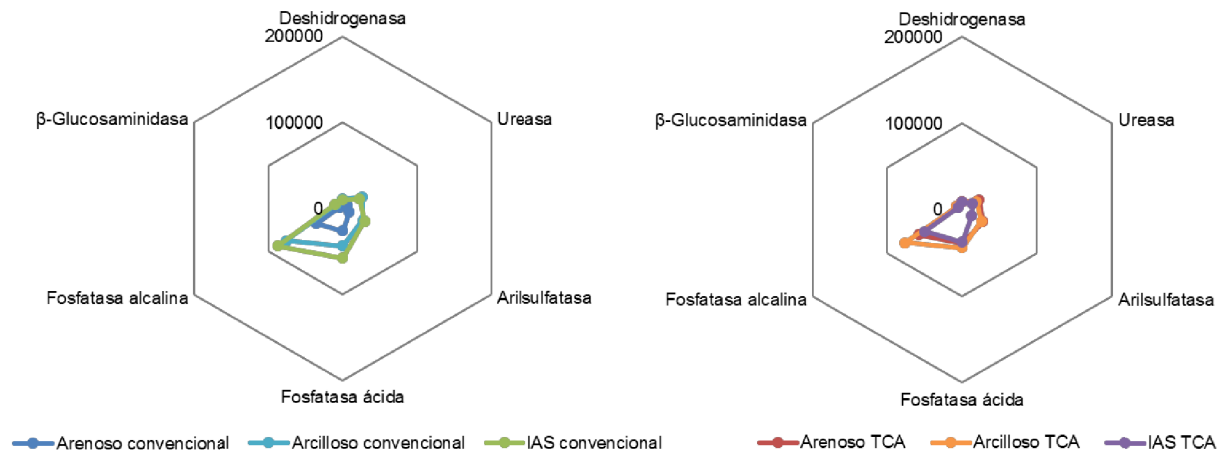 Deshidrogenasa
200000
β-Glucosaminidasa
Ureasa
100000
0
Fosfatasa alcalina
Arilsulfatasa
Fosfatasa ácida
Arenoso convencional
Arcilloso convencional
IAS convencional
Deshidrogenasa
200000
β-Glucosaminidasa
Ureasa
100000
0
Fosfatasa alcalina
Arilsulfatasa
Fosfatasa ácida
Arenoso TCA
Arcilloso TCA
IAS TCA